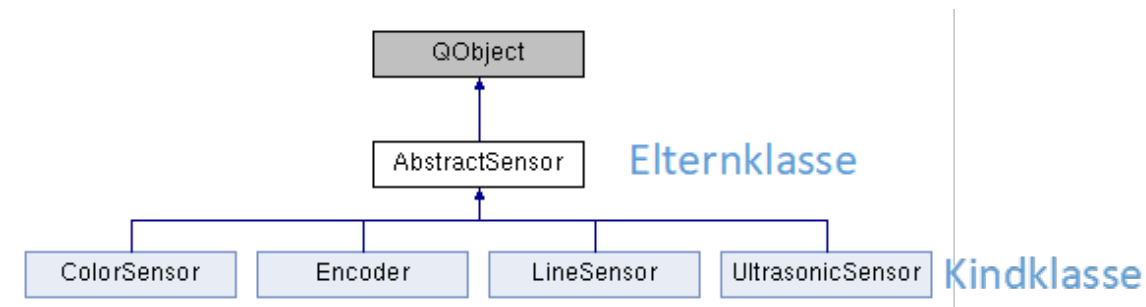 QObject
AbstractSensor
Elternklasse
ColorSensor
Encoder
LineSensor
UltrasonicSensor
Kindklasse